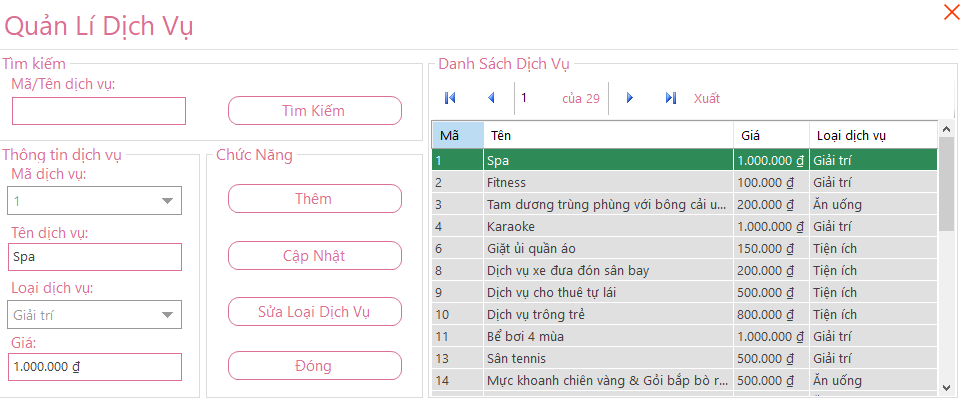 Quản Lí Dịch Vụ
Tìm kiếm
Mã/Tên dịch vụ:
Tìm Kiếm
Thông tin dịch vụ
Mã dịch vụ:
1
Tên dịch vụ:
Spa
Loại dịch vụ:
Giải trí
Giá:
1.000.000 ₫
Chức Năng
Thêm
Cập Nhật
Sửa Loại Dịch Vụ
Đóng
Danh Sách Dịch Vụ
1 của 29 Xuất
Mã Tên Giá Loại dịch vụ
1 Spa 1.000.000 ₫ Giải trí
2 Fitness 100.000 ₫ Giải trí
3 Tam dương trùng phùng với bông cải u... 200.000 ₫ Ăn uống
4 Karaoke 1.000.000 ₫ Giải trí
6 Giặt ủi quần áo 150.000 ₫ Tiện ích
8 Dịch vụ xe đưa đón sân bay 200.000 ₫ Tiện ích
9 Dịch vụ cho thuê tự lái 500.000 ₫ Tiện ích
10 Dịch vụ trông trẻ 800.000 ₫ Tiện ích
11 Bể bơi 4 mùa 1.000.000 ₫ Giải trí
13 Sân tennis 500.000 ₫ Giải trí
14 Mực khoanh chiên vàng & Gỏi bắp bò r... 500.000 ₫ Ăn uống